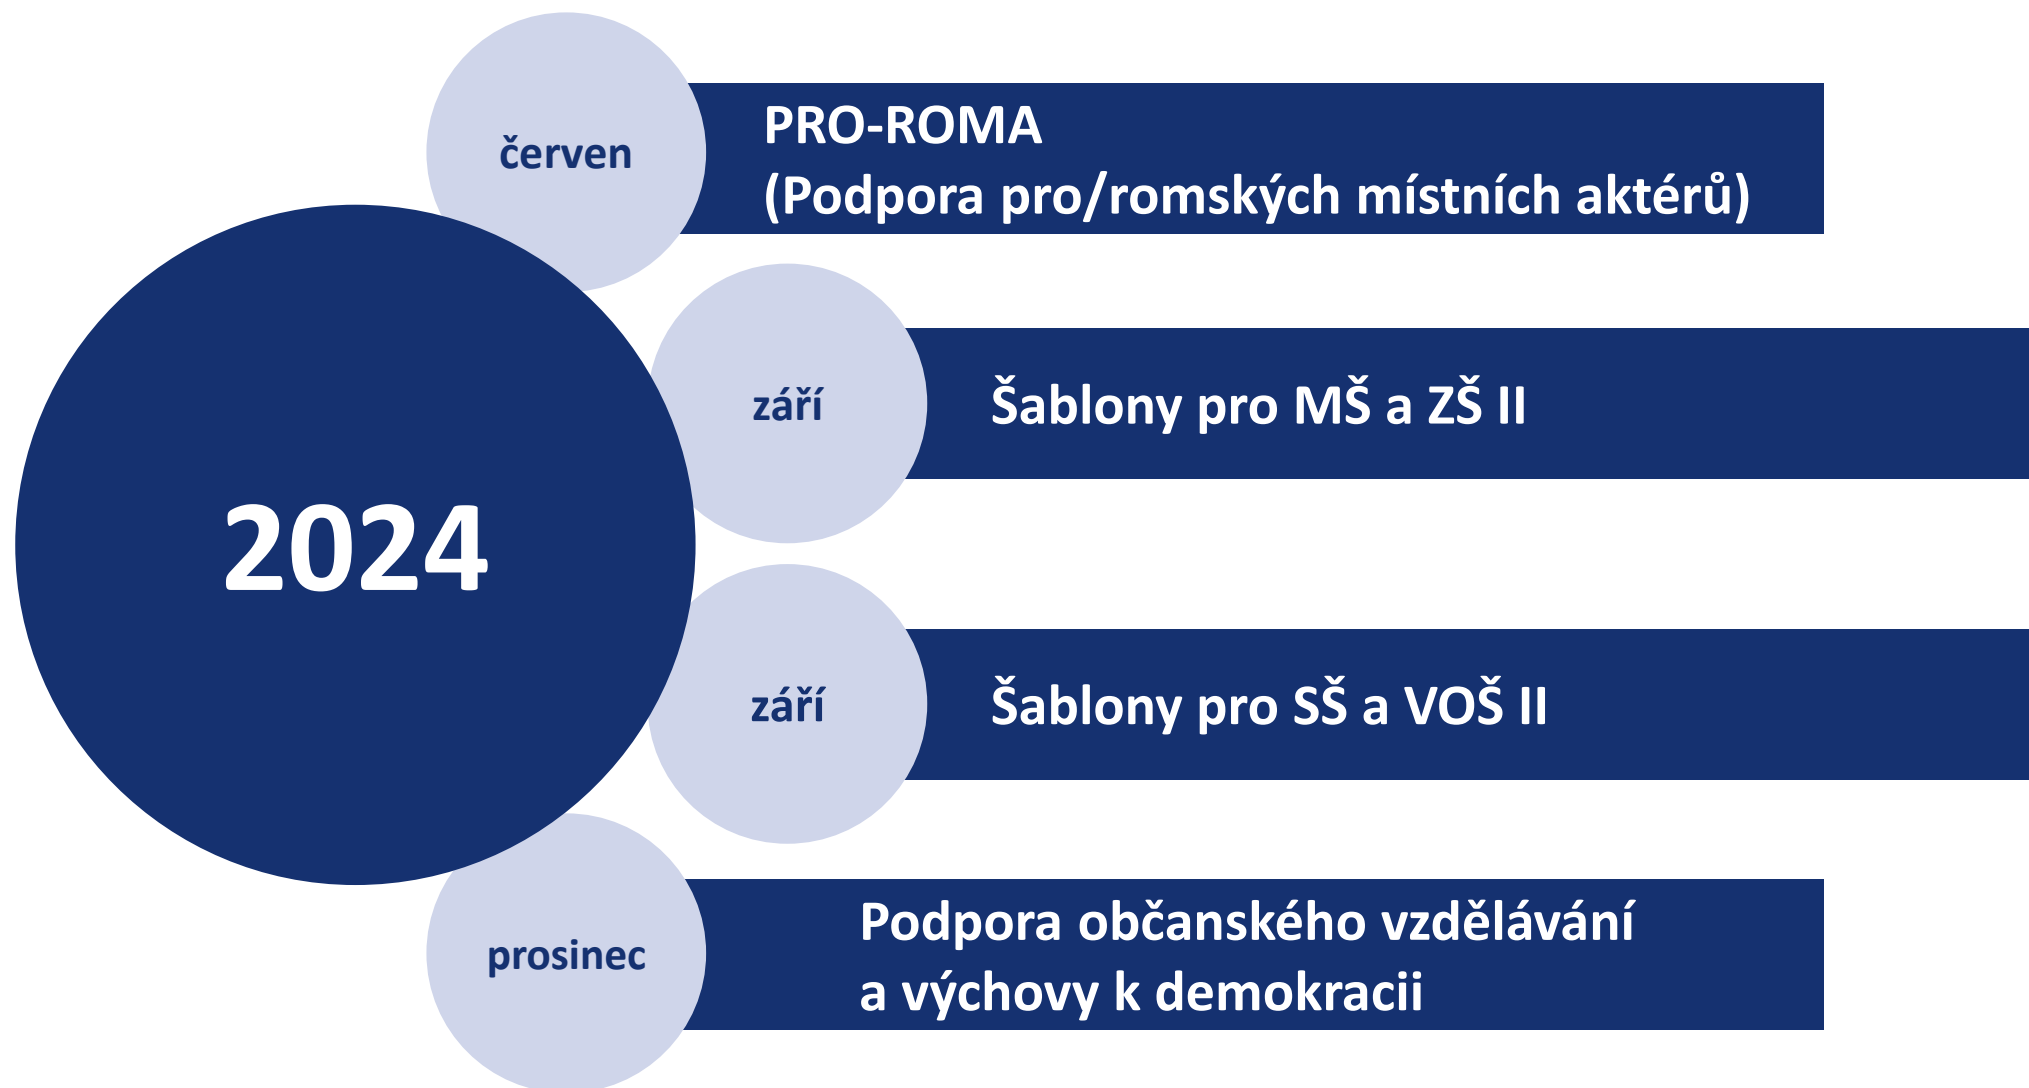 červen
PRO-ROMA
(Podpora pro/romských místních aktérů)
září
Šablony pro MŠ a ZŠ II
2024
září
Šablony pro SŠ a VOŠ II
prosinec
Podpora občanského vzdělávání
a výchovy k demokracii